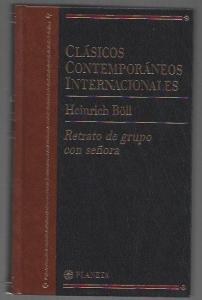 CLÁSICOS
CONTEMPORÁNEOS
INTERNACIONALES
Heinrich Böll
Retrato de grupo
con señora
PLANETA